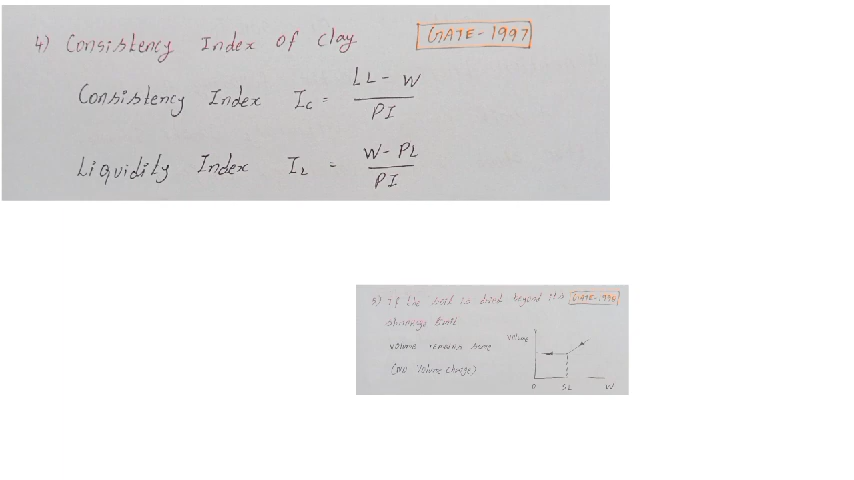 4) Consistency Index of Clay GATE-1997
Consistency Index Ic = LL - W / PI
Liquidity Index IL = W - PL / PI
5) If the soil is dried beyond its GATE-1998
shrinkage limit
volume remains same
(no volume change)
volume
0 SL W